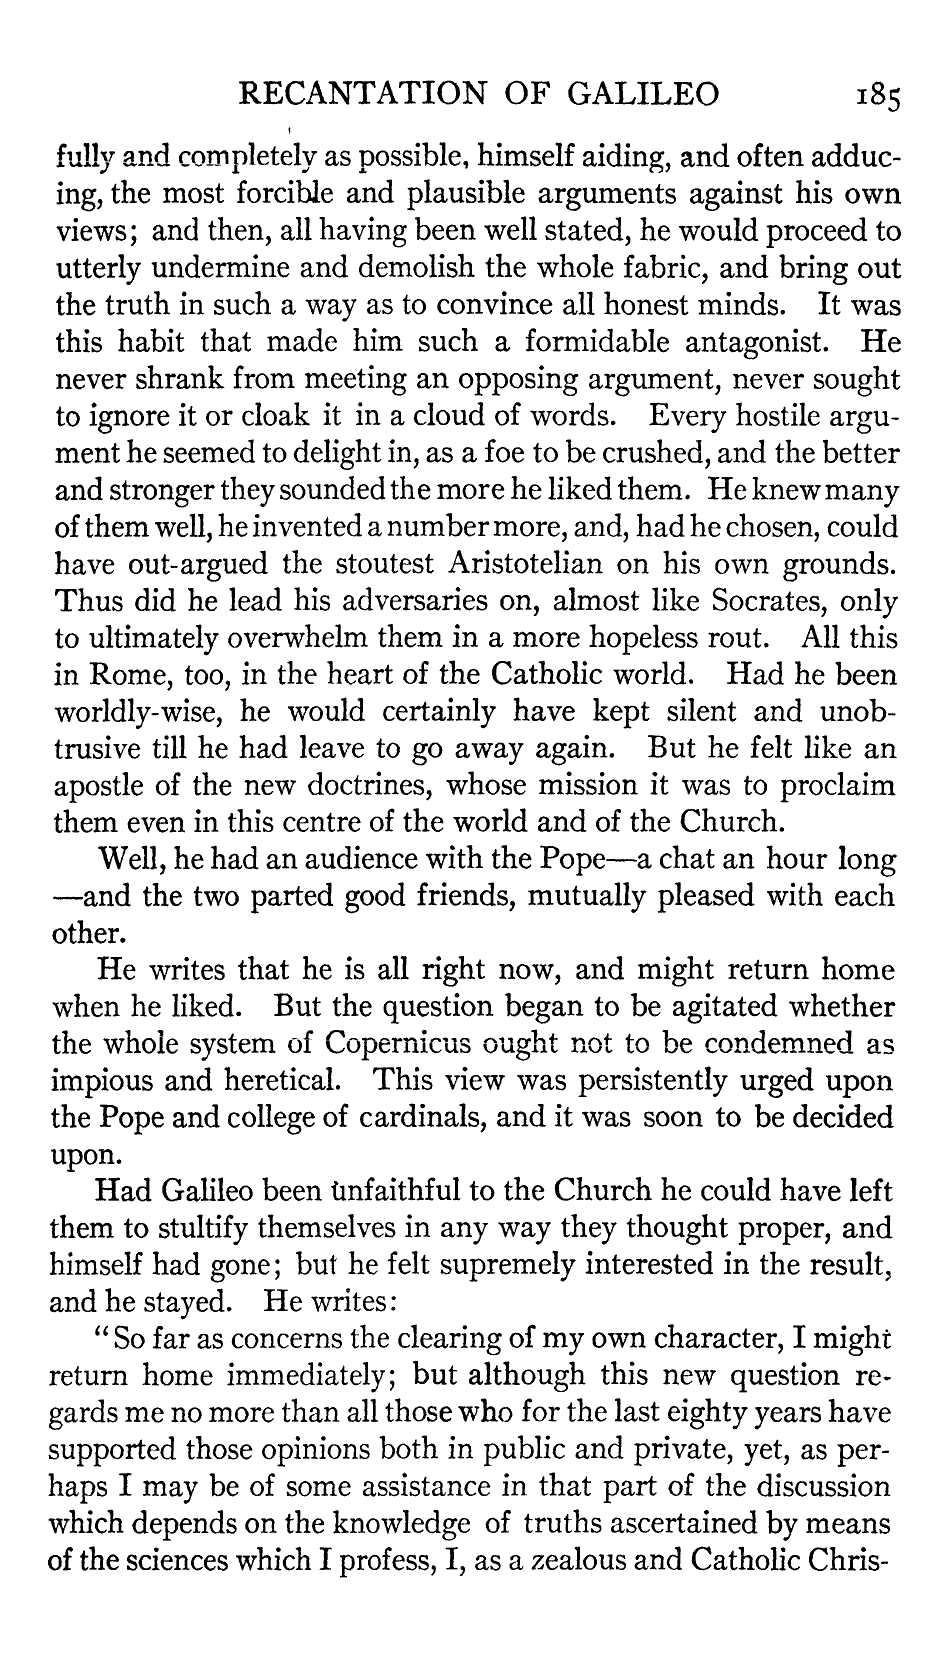 RECANTATION OF GALILEO 185
fully and completely as possible, himself aiding, and often adduc-
ing, the most forcible and plausible arguments against his own
views; and then, all having been well stated, he would proceed to
utterly undermine and demolish the whole fabric, and bring out
the truth in such a way as to convince all honest minds. It was
this habit that made him such a formidable antagonist. He
never shrank from meeting an opposing argument, never sought
to ignore it or cloak it in a cloud of words. Every hostile argu-
ment he seemed to delight in, as a foe to be crushed, and the better
and stronger they sounded the more he liked them. He knew many
of them well, he invented a number more, and, had he chosen, could
have out-argued the stoutest Aristotelian on his own grounds.
Thus did he lead his adversaries on, almost like Socrates, only
to ultimately overwhelm them in a more hopeless rout. All this
in Rome, too, in the heart of the Catholic world. Had he been
worldly-wise, he would certainly have kept silent and unob-
trusive till he had leave to go away again. But he felt like an
apostle of the new doctrines, whose mission it was to proclaim
them even in this centre of the world and of the Church.
Well, he had an audience with the Pope—a chat an hour long
—and the two parted good friends, mutually pleased with each
other.
He writes that he is all right now, and might return home
when he liked. But the question began to be agitated whether
the whole system of Copernicus ought not to be condemned as
impious and heretical. This view was persistently urged upon
the Pope and college of cardinals, and it was soon to be decided
upon.
Had Galileo been unfaithful to the Church he could have left
them to stultify themselves in any way they thought proper, and
himself had gone; but he felt supremely interested in the result,
and he stayed. He writes:
"So far as concerns the clearing of my own character, I might
return home immediately; but although this new question re-
gards me no more than all those who for the last eighty years have
supported those opinions both in public and private, yet, as per-
haps I may be of some assistance in that part of the discussion
which depends on the knowledge of truths ascertained by means
of the sciences which I profess, I, as a zealous and Catholic Chris-